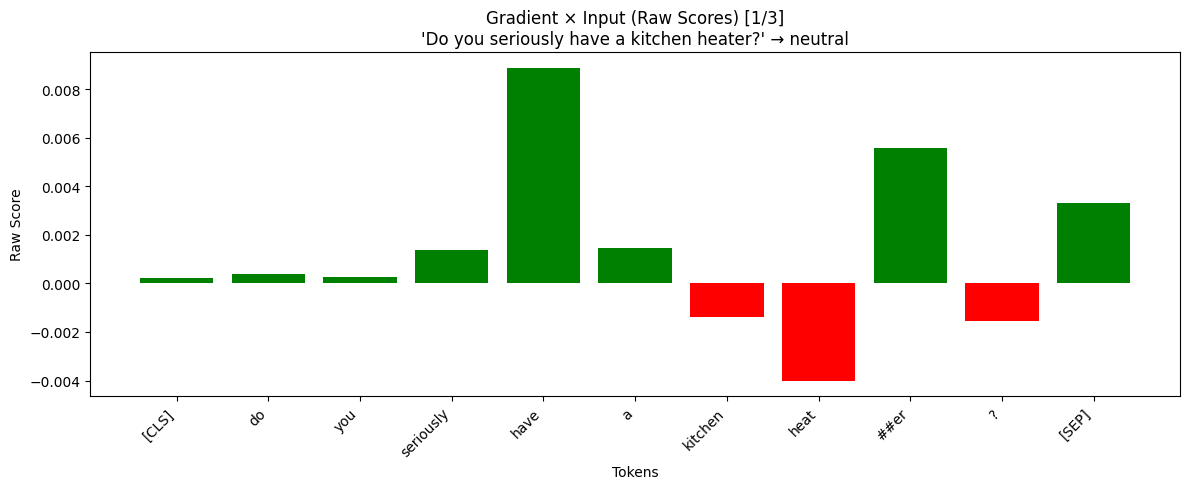 Gradient × Input (Raw Scores) [1/3]
'Do you seriously have a kitchen heater?' → neutral
Raw Score
0.008
0.006
0.004
0.002
0.000
−0.002
−0.004
[CLS]
do
you
seriously
have
a
kitchen
heat
##er
?
[SEP]
Tokens